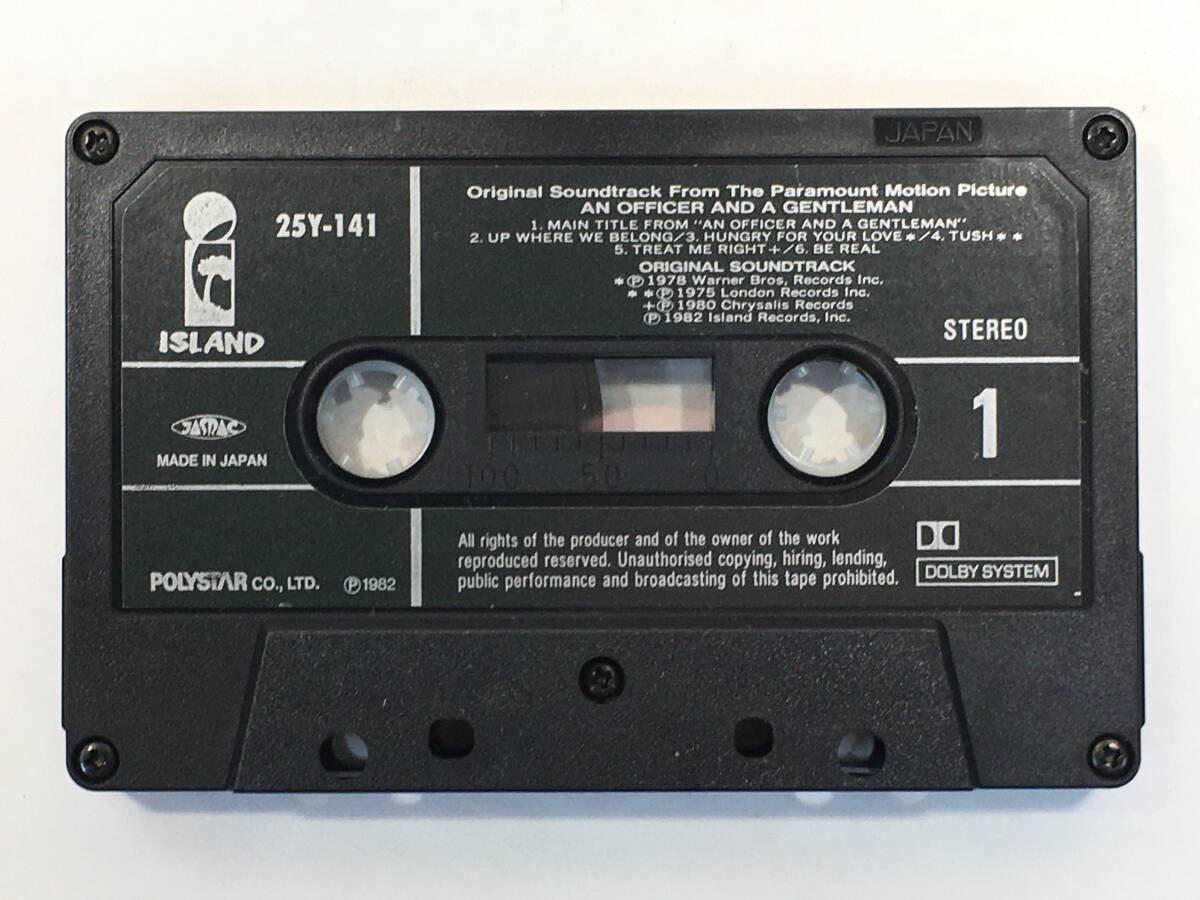 JAPAN
25Y-141
ISLAND
Original Soundtrack From The Paramount Motion Picture
AN OFFICER AND A GENTLEMAN
1. MAIN TITLE FROM "AN OFFICER AND A GENTLEMAN"
2. UP WHERE WE BELONG/3. HUNGRY FOR YOUR LOVE*/4. TUSH**
5. TREAT ME RIGHT+/6. BE REAL
ORIGINAL SOUNDTRACK
*Ⓟ1978 Warner Bros, Records Inc.
**Ⓟ1975 London Records Inc.
+Ⓟ1980 Chrysalis Records
Ⓟ1982 Island Records, Inc.
STEREO
1
JASRAC
MADE IN JAPAN
100 50 0
POLYSTAR CO., LTD. Ⓟ1982
All rights of the producer and of the owner of the work
reproduced reserved. Unauthorised copying, hiring, lending,
public performance and broadcasting of this tape prohibited.
DOLBY SYSTEM